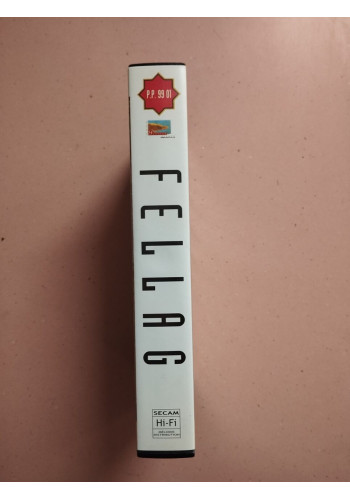 P.P. 99 01
FELLAG
SECAM
Hi-Fi